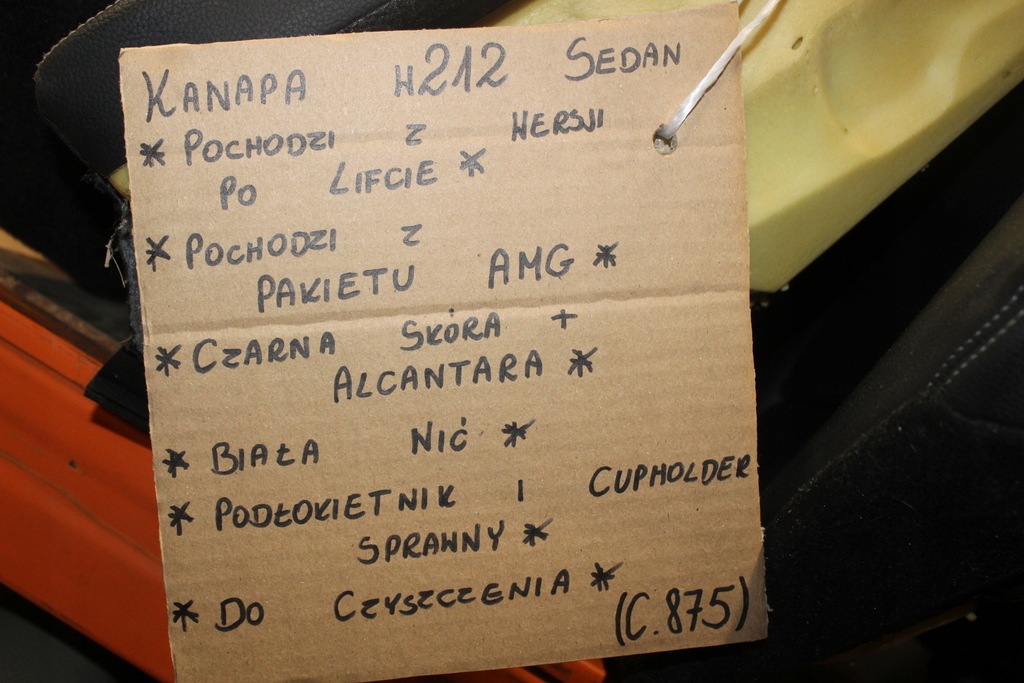 KANAPA W212 SEDAN
* POCHODZI Z WERSJI
PO LIFCIE *
* POCHODZI Z
PAKIETU AMG *
* CZARNA SKÓRA +
ALCANTARA *
* BIAŁA NIĆ *
* PODŁOKIETNIK I CUPHOLDER
SPRAWNY *
* DO CZYSZCZENIA *
(C.875)